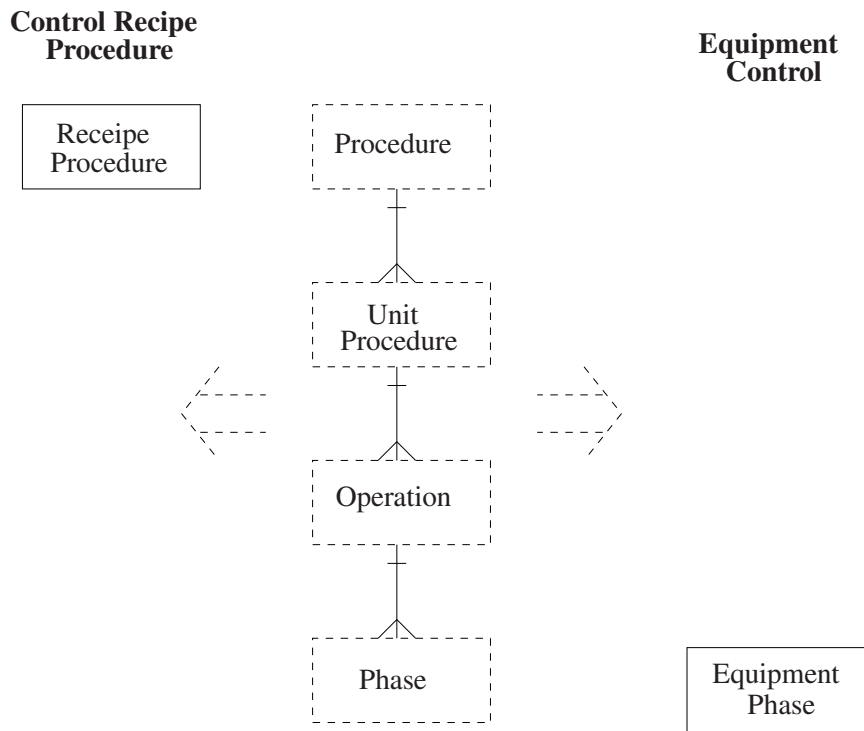 Control Recipe
Procedure
Equipment
Control
Receipe
Procedure
Procedure
Unit
Procedure
Operation
Phase
Equipment
Phase